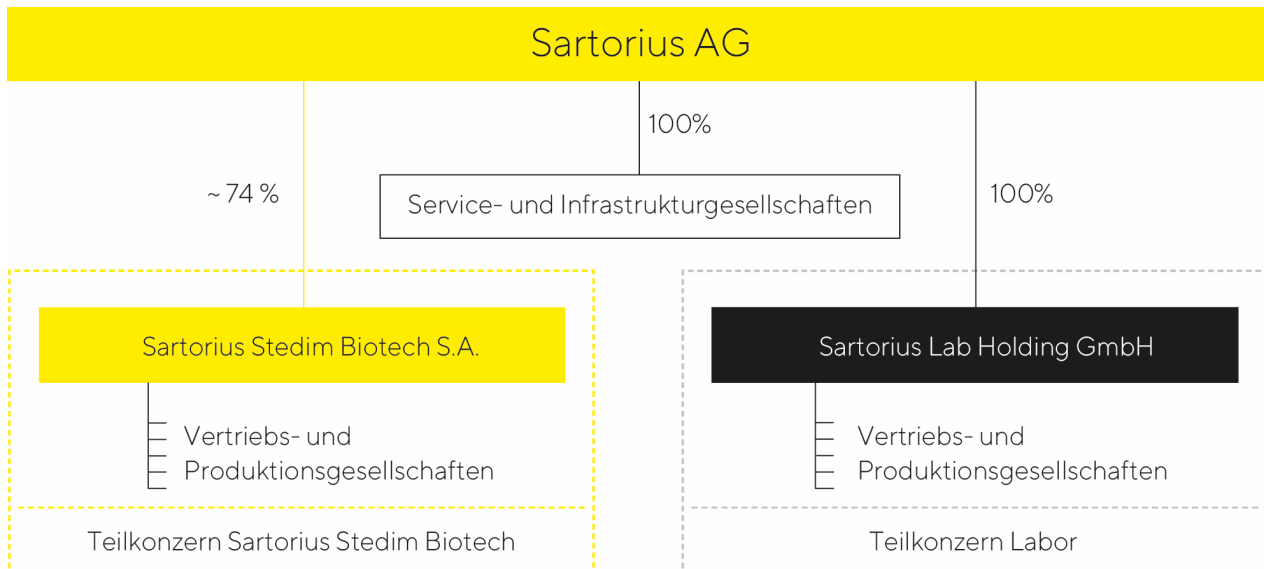 Sartorius AG
100%
~ 74 %
Service- und Infrastrukturgesellschaften
100%
Sartorius Stedim Biotech S.A.
Sartorius Lab Holding GmbH
Vertriebs- und
Produktionsgesellschaften
Vertriebs- und
Produktionsgesellschaften
Teilkonzern Sartorius Stedim Biotech
Teilkonzern Labor